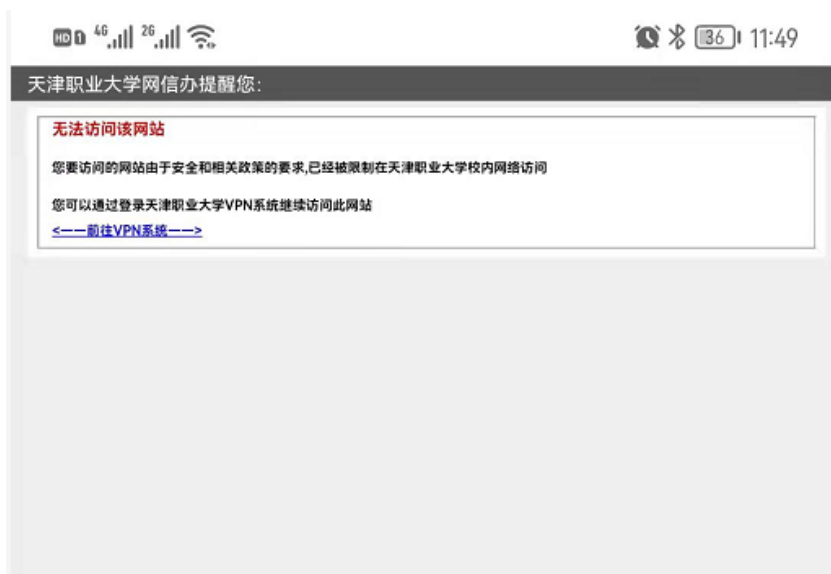 HD 1 4G 2G 36 11:49
天津职业大学网信办提醒您:
无法访问该网站
您要访问的网站由于安全和相关政策的要求,已经被限制在天津职业大学校内网络访问
您可以通过登录天津职业大学VPN系统继续访问此网站
<——前往VPN系统——>